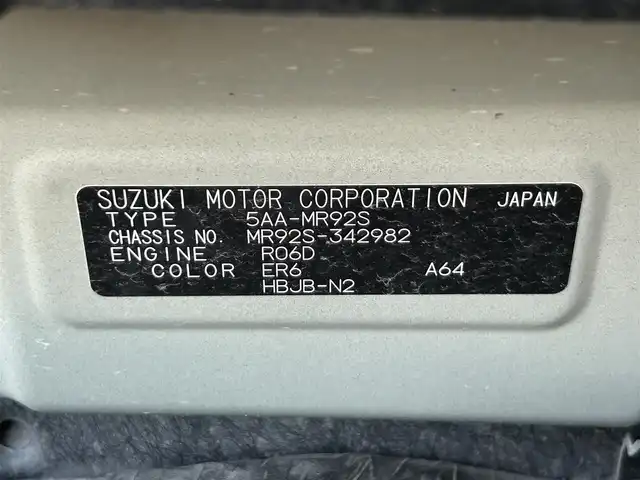 SUZUKI MOTOR CORPORATION JAPAN
TYPE 5AA-MR92S
CHASSIS NO. MR92S-342982
ENGINE R06D
COLOR ER6 A64
HBJB-N2